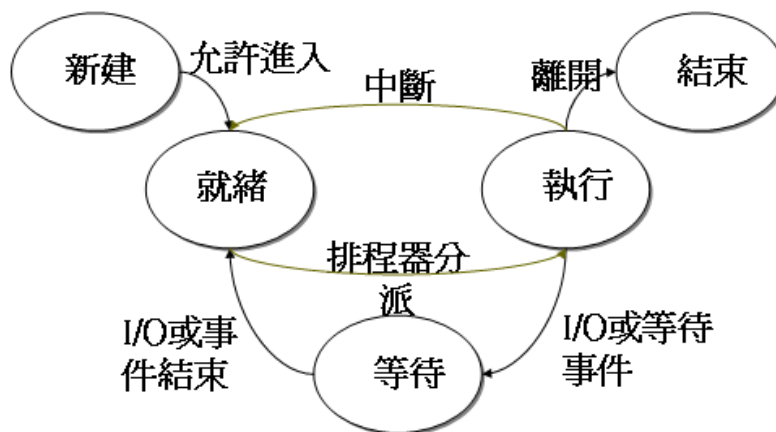 新建
允許進入
中斷
離開
結束
就緒
執行
排程器分
派
I/O或事
件結束
等待
I/O或等待
事件